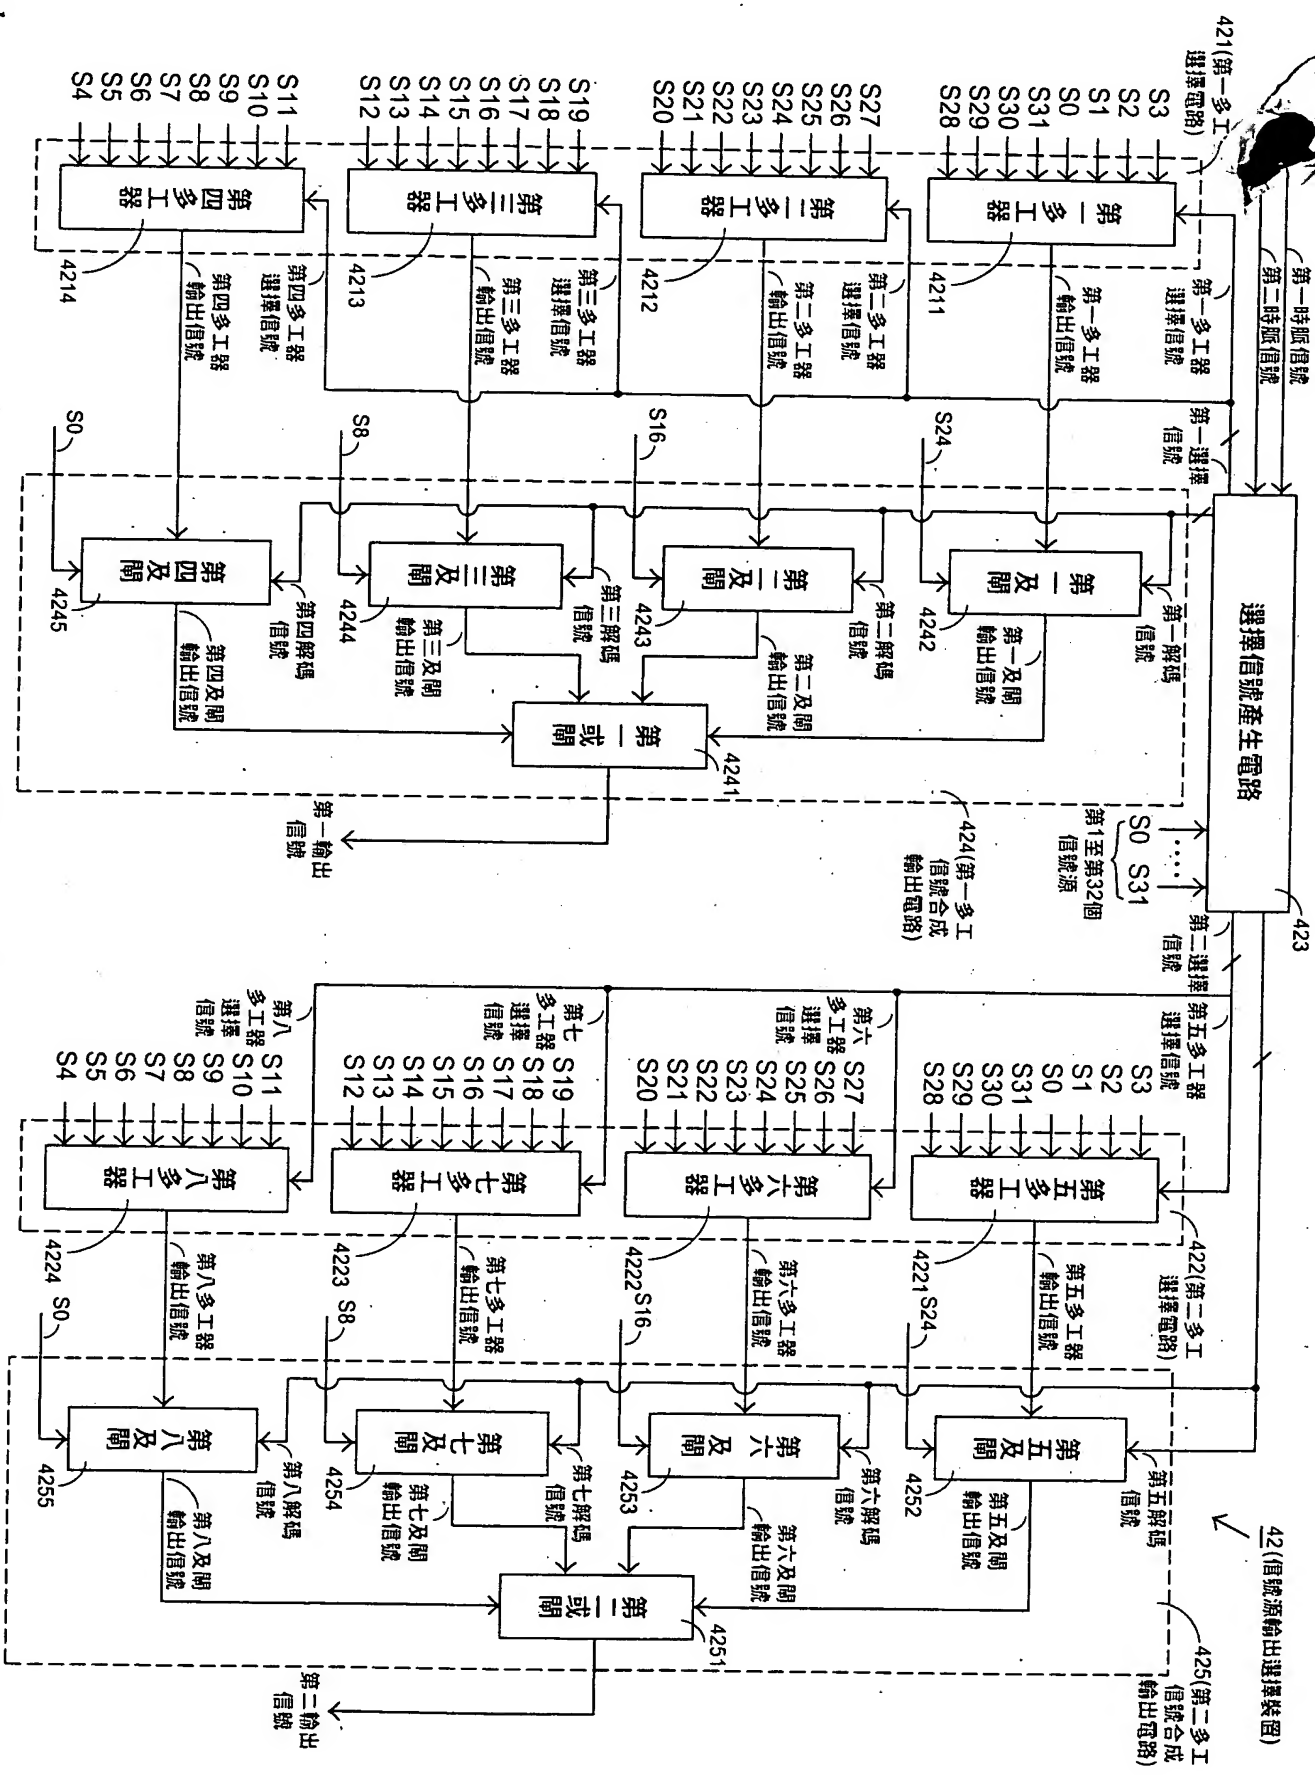 42(信號源輸出選擇裝置)
421(第一多工
選擇電路)
S3
S2
S1
S0
S31
S30
S29
S28
第一多工器
4211
第一多工器
選擇信號
第一多工器
輸出信號
S27
S26
S25
S24
S23
S22
S21
S20
第二多工器
4212
第二多工器
選擇信號
第二多工器
輸出信號
S19
S18
S17
S16
S15
S14
S13
S12
第三多工器
4213
第三多工器
選擇信號
第三多工器
輸出信號
S11
S10
S9
S8
S7
S6
S5
S4
第四多工器
4214
第四多工器
選擇信號
第四多工器
輸出信號
第一時脈信號
第二時脈信號
第一選擇
信號
選擇信號產生電路
423
S0 ···· S31
第1至第32個
信號源
S24
第一及閘
4242
第一解碼
信號
第一及閘
輸出信號
S16
第二及閘
4243
第二解碼
信號
第二及閘
輸出信號
S8
第三及閘
4244
第三解碼
信號
第三及閘
輸出信號
S0
第四及閘
4245
第四解碼
信號
第四及閘
輸出信號
第一或閘
4241
第一輸出
信號
424(第一多工
信號合成
輸出電路)
第二選擇
信號
第五多工器
選擇信號
S3
S2
S1
S0
S31
S30
S29
S28
第五多工器
4221
第五多工器
輸出信號
422(第二多工
選擇電路)
第六
多工器
選擇
信號
S27
S26
S25
S24
S23
S22
S21
S20
第六多工器
4222
第六多工器
輸出信號
第七
多工器
選擇
信號
S19
S18
S17
S16
S15
S14
S13
S12
第七多工器
4223
第七多工器
輸出信號
第八
多工器
選擇
信號
S11
S10
S9
S8
S7
S6
S5
S4
第八多工器
4224
第八多工器
輸出信號
S24
第五及閘
4252
第五解碼
信號
第五及閘
輸出信號
S16
第六及閘
4253
第六解碼
信號
第六及閘
輸出信號
S8
第七及閘
4254
第七解碼
信號
第七及閘
輸出信號
S0
第八及閘
4255
第八解碼
信號
第八及閘
輸出信號
第二或閘
4251
第二輸出
信號
425(第二多工
信號合成
輸出電路)